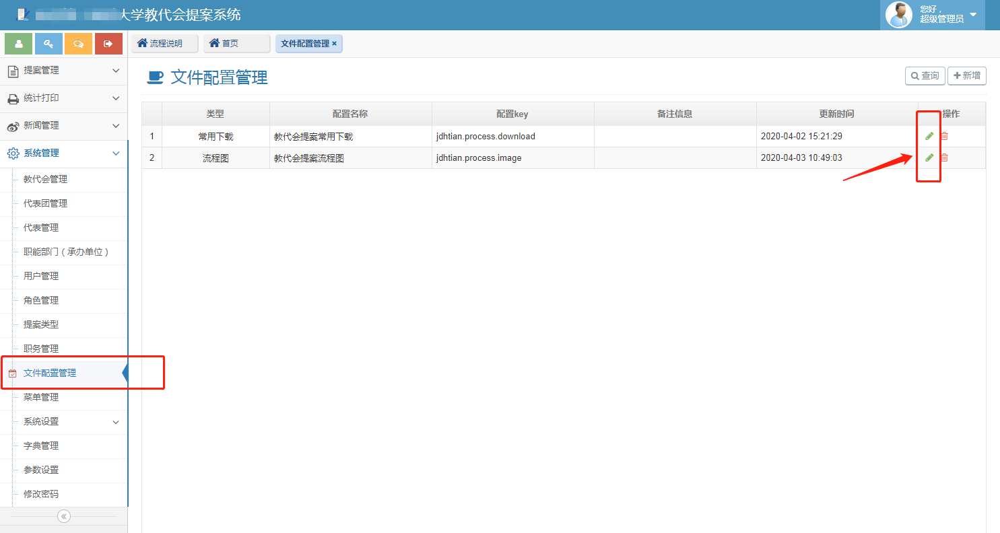 大学教代会提案系统
您好，
超级管理员
流程说明
首页
文件配置管理 ×
提案管理
统计打印
新闻管理
系统管理
教代会管理
代表团管理
代表管理
职能部门（承办单位）
用户管理
角色管理
提案类型
职务管理
文件配置管理
菜单管理
系统设置
字典管理
参数设置
修改密码
文件配置管理
查询
新增
类型 配置名称 配置key 备注信息 更新时间 操作
1 常用下载 教代会提案常用下载 jdhtian.process.download 2020-04-02 15:21:29
2 流程图 教代会提案流程图 jdhtian.process.image 2020-04-03 10:49:03